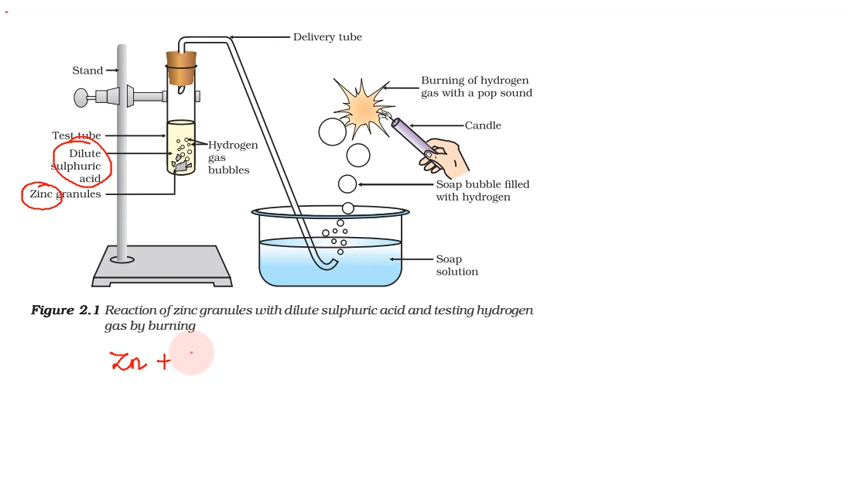 Delivery tube
Stand
Burning of hydrogen
gas with a pop sound
Candle
Test tube
Dilute
sulphuric
acid
Hydrogen
gas
bubbles
Zinc granules
Soap bubble filled
with hydrogen
Soap
solution
Figure 2.1 Reaction of zinc granules with dilute sulphuric acid and testing hydrogen
gas by burning
Zn +